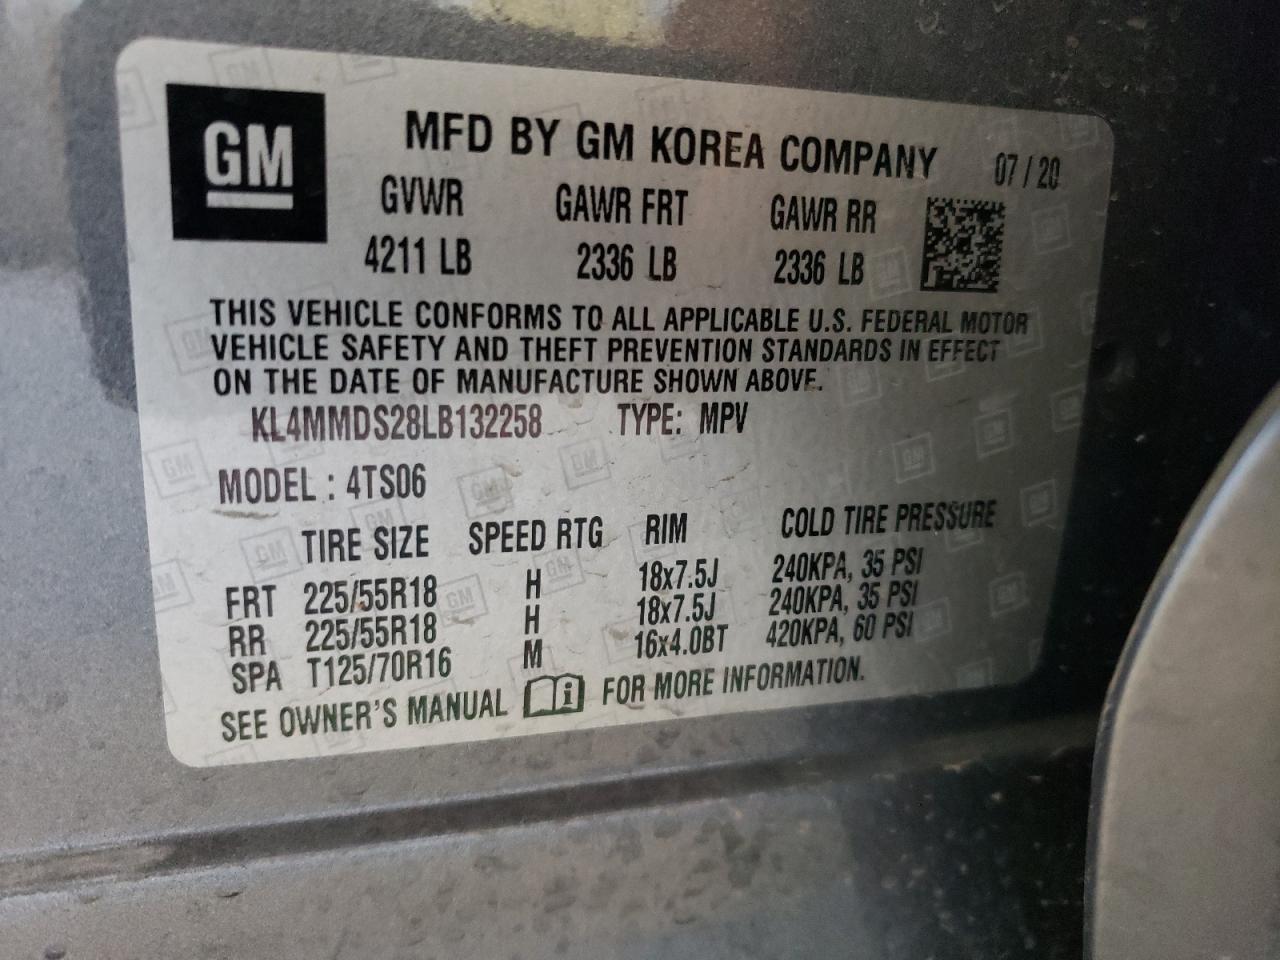 GM
MFD BY GM KOREA COMPANY 07 / 20
GVWR GAWR FRT GAWR RR
4211 LB 2336 LB 2336 LB
THIS VEHICLE CONFORMS TO ALL APPLICABLE U.S. FEDERAL MOTOR
VEHICLE SAFETY AND THEFT PREVENTION STANDARDS IN EFFECT
ON THE DATE OF MANUFACTURE SHOWN ABOVE.
KL4MMDS28LB132258 TYPE: MPV
MODEL : 4TS06
TIRE SIZE SPEED RTG RIM COLD TIRE PRESSURE
FRT 225/55R18 H 18x7.5J 240KPA, 35 PSI
RR 225/55R18 H 18x7.5J 240KPA, 35 PSI
SPA T125/70R16 M 16x4.0BT 420KPA, 60 PSI
SEE OWNER'S MANUAL i FOR MORE INFORMATION.